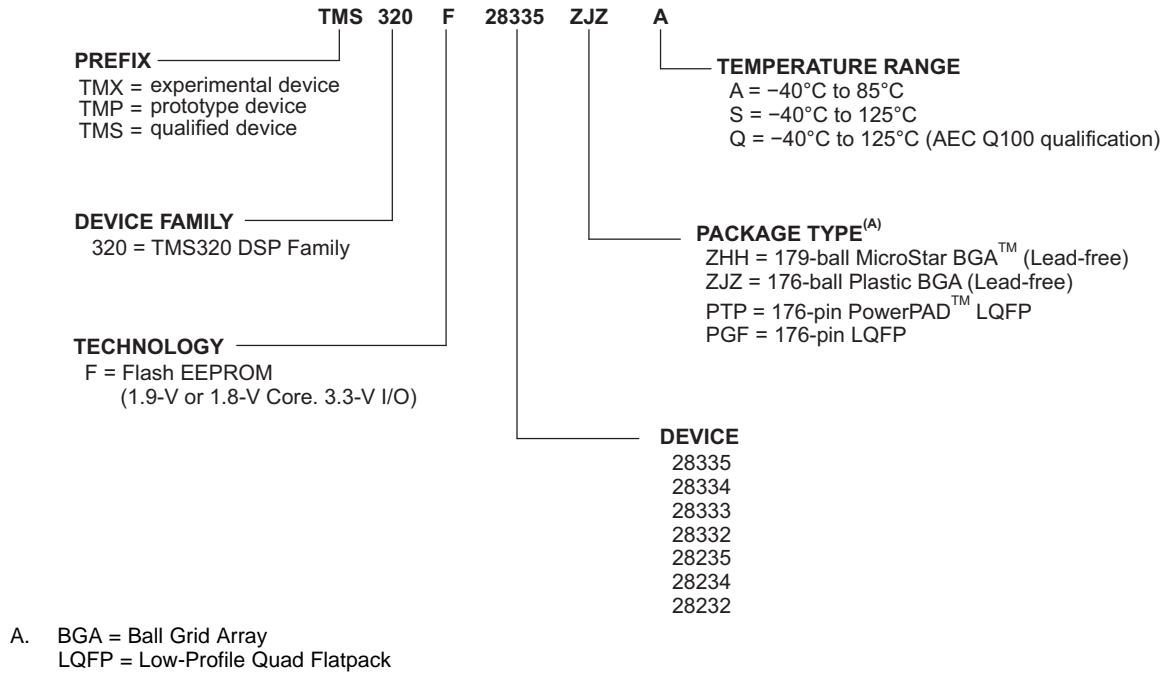 TMS 320 F 28335 ZJZ A
PREFIX
TMX = experimental device
TMP = prototype device
TMS = qualified device
TEMPERATURE RANGE
A = −40°C to 85°C
S = −40°C to 125°C
Q = −40°C to 125°C (AEC Q100 qualification)
DEVICE FAMILY
320 = TMS320 DSP Family
PACKAGE TYPE(A)
ZHH = 179-ball MicroStar BGA™ (Lead-free)
ZJZ = 176-ball Plastic BGA (Lead-free)
PTP = 176-pin PowerPAD™ LQFP
PGF = 176-pin LQFP
TECHNOLOGY
F = Flash EEPROM
(1.9-V or 1.8-V Core. 3.3-V I/O)
DEVICE
28335
28334
28333
28332
28235
28234
28232
A. BGA = Ball Grid Array
LQFP = Low-Profile Quad Flatpack